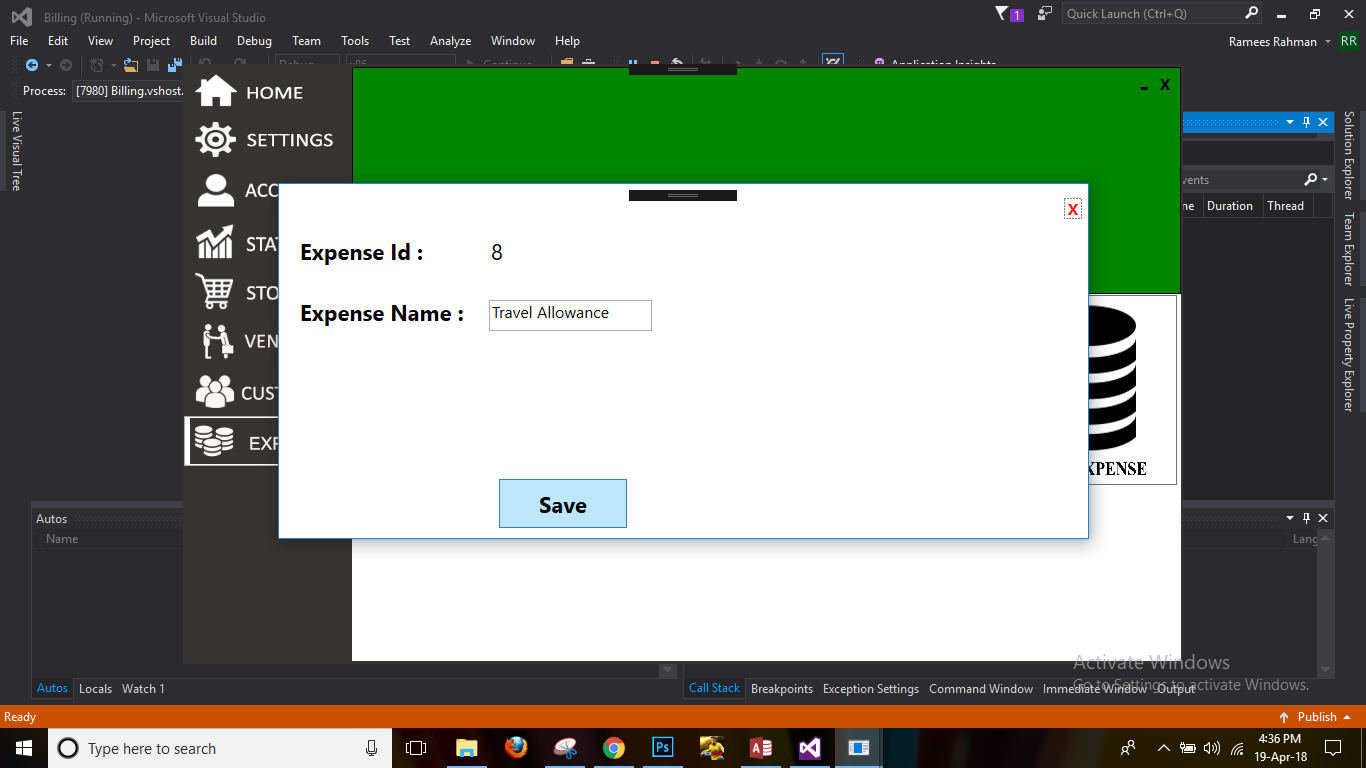 Billing (Running) - Microsoft Visual Studio
1
Quick Launch (Ctrl+Q)
File Edit View Project Build Debug Team Tools Test Analyze Window Help
Ramees Rahman
RR
Process: [7980] Billing.vshost.
Live Visual Tree
HOME
SETTINGS
ACC
STAT
STO
VEN
CUST
EXP
X
X
Expense Id :
8
Expense Name :
Travel Allowance
Save
XPENSE
Duration Thread
Solution Explorer
Team Explorer
Live Property Explorer
Autos
Name
Lang
Activate Windows
Go to Settings to activate Windows.
Autos Locals Watch 1
Call Stack Breakpoints Exception Settings Command Window Immediate Window Output
Ready
Publish
Type here to search
Ps
4:36 PM
19-Apr-18